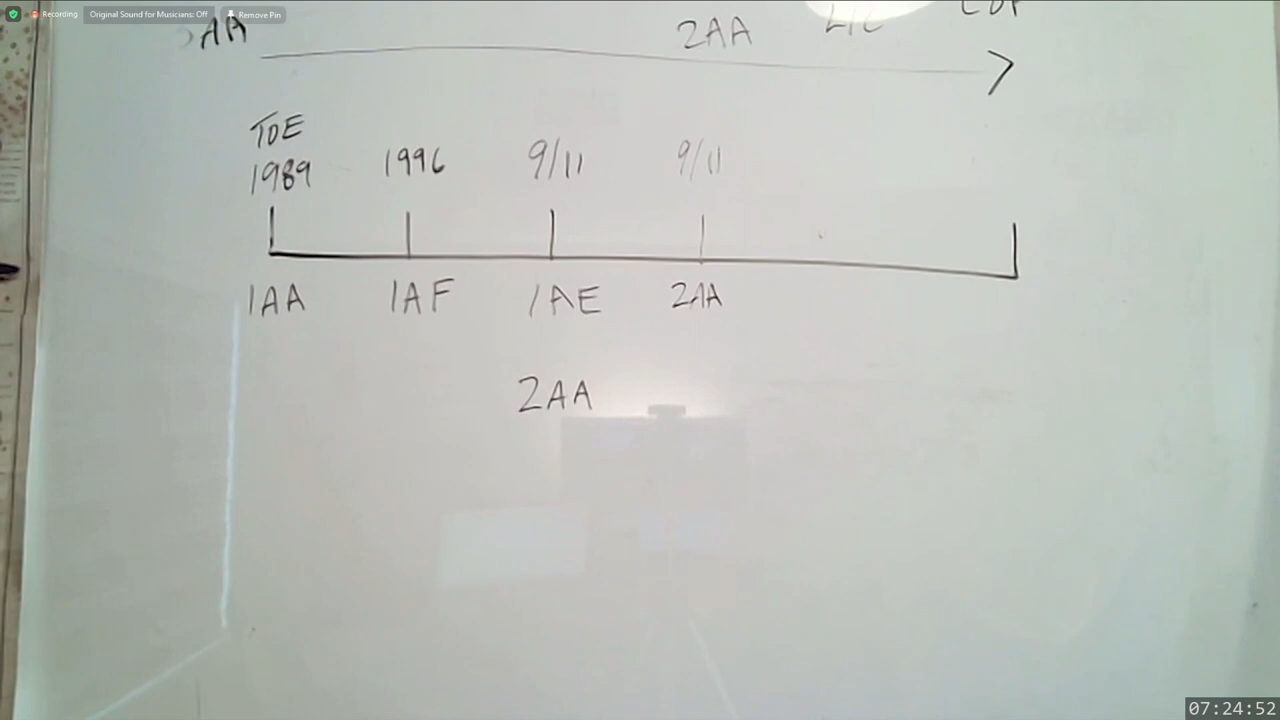 Recording Original Sound for Musicians: Off Remove Pin
AA 2AA
TOE
1989 1996 9/11 9/11
1AA 1AF 1AE 2AA
2AA
07:24:52